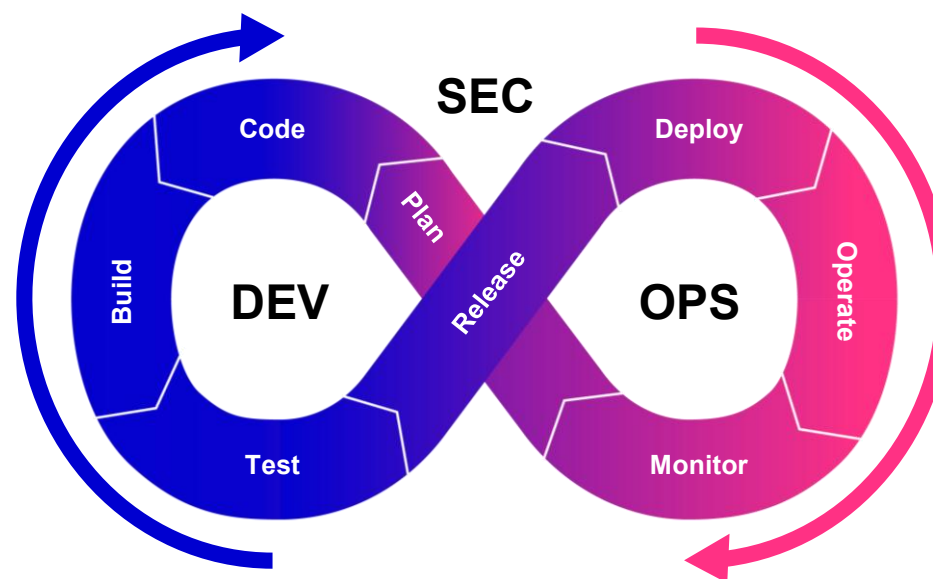 SEC
Code
Deploy
Plan
Build
DEV
Release
OPS
Operate
Test
Monitor